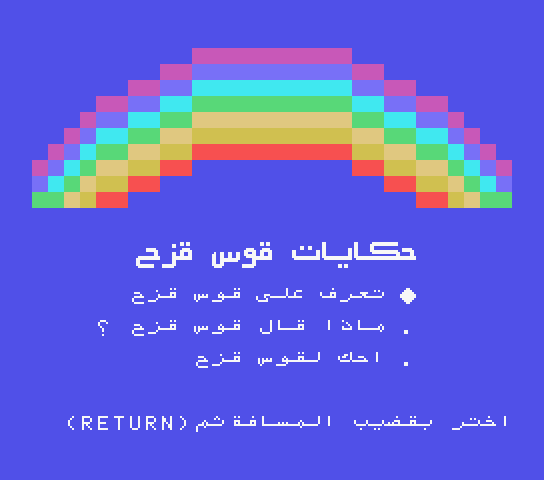 حكايات قوس قزح
تعرف على قوس قزح
. ماذا قال قوس قزح ؟
. احك لقوس قزح
اختر بقضيب المسافة ثم (RETURN)